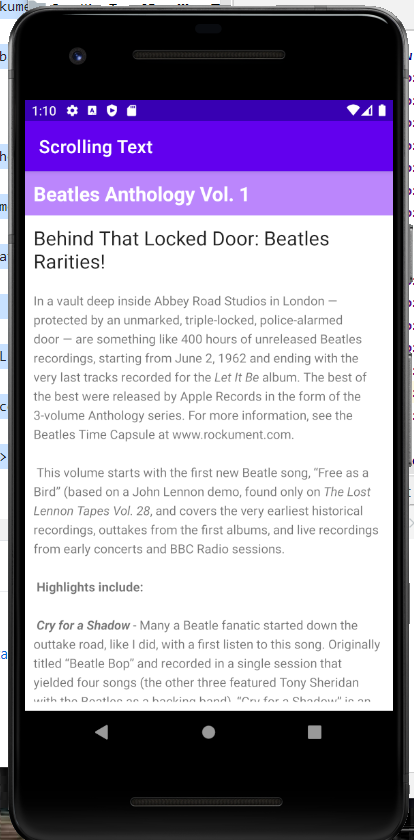 1:10
Scrolling Text
Beatles Anthology Vol. 1
Behind That Locked Door: Beatles
Rarities!
In a vault deep inside Abbey Road Studios in London —
protected by an unmarked, triple-locked, police-alarmed
door — are something like 400 hours of unreleased Beatles
recordings, starting from June 2, 1962 and ending with the
very last tracks recorded for the Let It Be album. The best of
the best were released by Apple Records in the form of the
3-volume Anthology series. For more information, see the
Beatles Time Capsule at www.rockument.com.
This volume starts with the first new Beatle song, “Free as a
Bird” (based on a John Lennon demo, found only on The Lost
Lennon Tapes Vol. 28, and covers the very earliest historical
recordings, outtakes from the first albums, and live recordings
from early concerts and BBC Radio sessions.
Highlights include:
Cry for a Shadow - Many a Beatle fanatic started down the
outtake road, like I did, with a first listen to this song. Originally
titled “Beatle Bop” and recorded in a single session that
yielded four songs (the other three featured Tony Sheridan
with the Beatles as a backing band), “Cry for a Shadow” is an